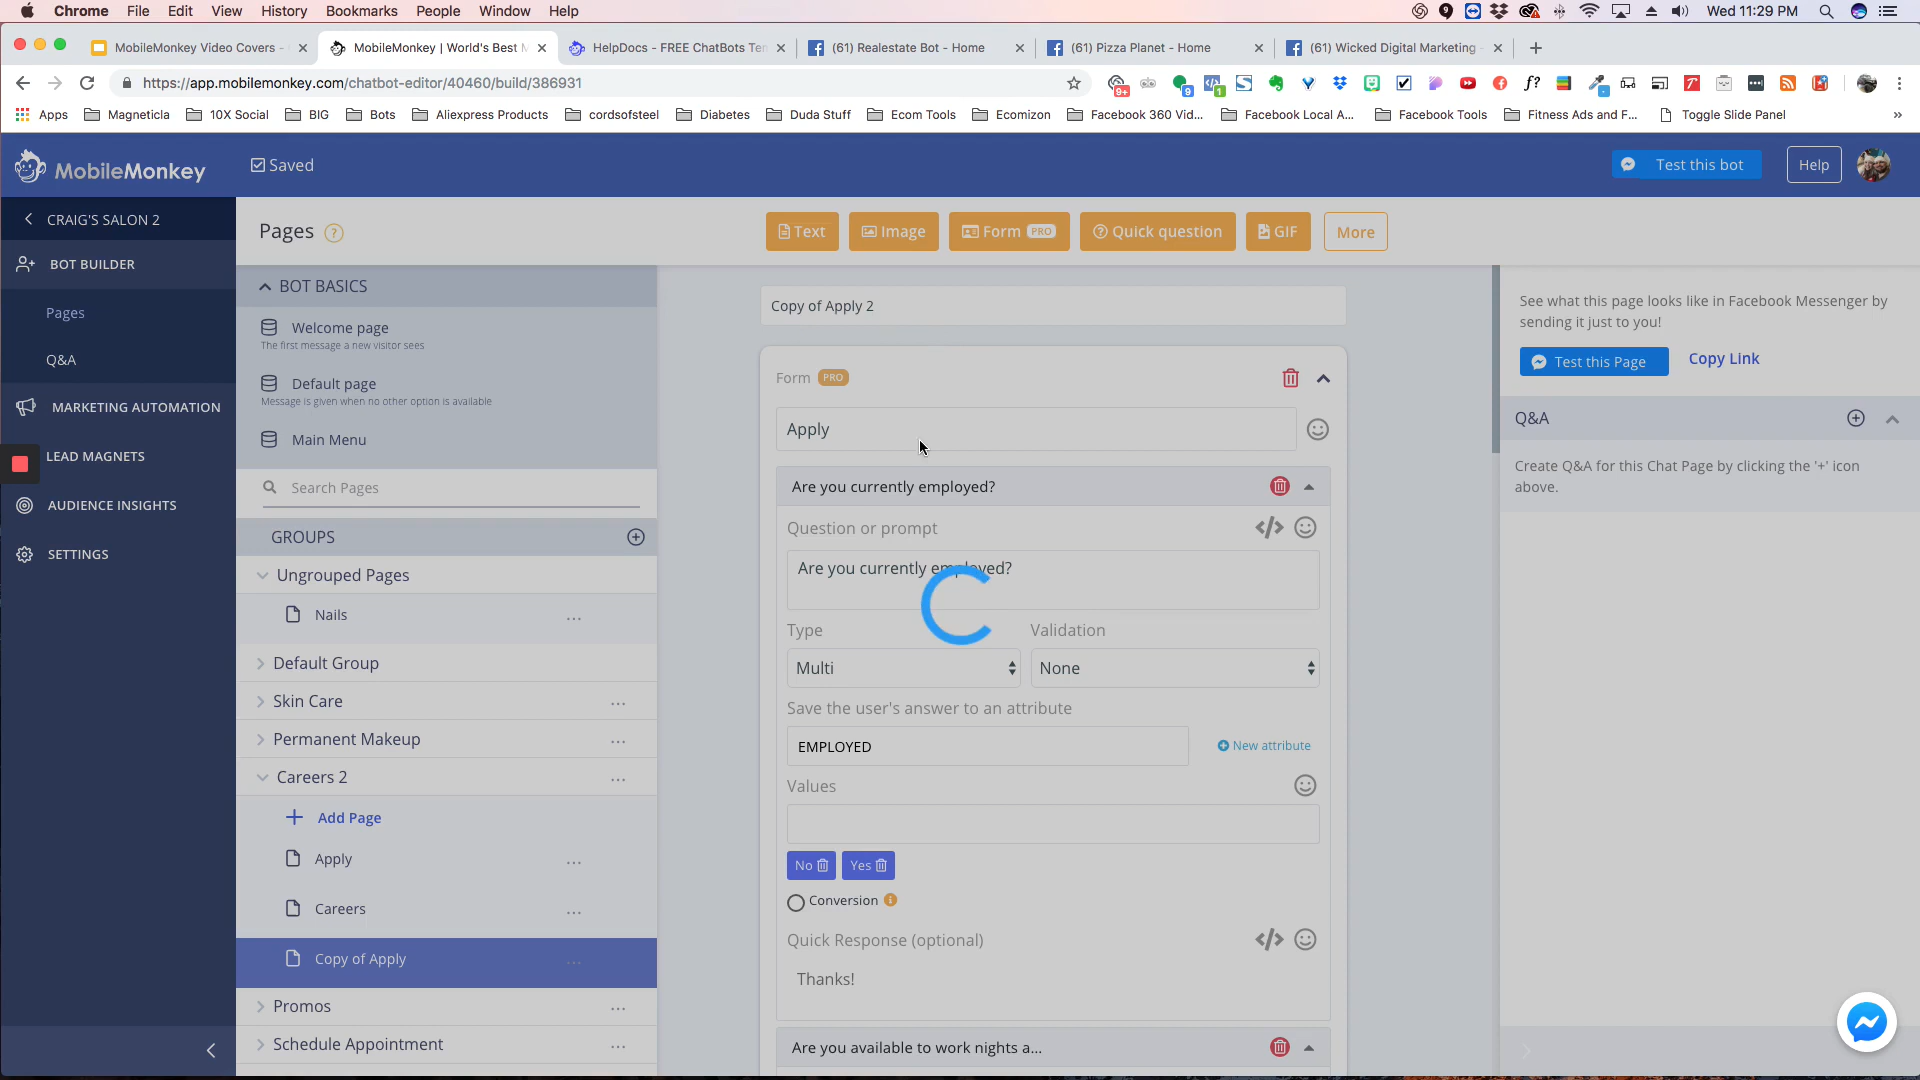 Chrome File Edit View History Bookmarks People Window Help
9 Wed 11:29 PM
MobileMonkey Video Covers -
MobileMonkey | World's Best M
HelpDocs - FREE ChatBots Ten
(61) Realestate Bot - Home
(61) Pizza Planet - Home
(61) Wicked Digital Marketing -
https://app.mobilemonkey.com/chatbot-editor/40460/build/386931
9+ 9 1 f?
Apps Magneticla 10X Social BIG Bots Aliexpress Products cordsofsteel Diabetes Duda Stuff Ecom Tools Ecomizon Facebook 360 Vid... Facebook Local A... Facebook Tools Fitness Ads and F... Toggle Slide Panel »
MobileMonkey
Saved
Test this bot
Help
CRAIG'S SALON 2
BOT BUILDER
Pages
Q&A
MARKETING AUTOMATION
LEAD MAGNETS
AUDIENCE INSIGHTS
SETTINGS
Pages ?
Text Image Form PRO Quick question GIF More
BOT BASICS
Welcome page
The first message a new visitor sees
Default page
Message is given when no other option is available
Main Menu
Search Pages
GROUPS
Ungrouped Pages
Nails ...
Default Group
Skin Care ...
Permanent Makeup ...
Careers 2 ...
Add Page
Apply ...
Careers ...
Copy of Apply ...
Promos ...
Schedule Appointment ...
Copy of Apply 2
Form PRO
Apply
Are you currently employed?
Question or prompt
Are you currently employed?
Type Validation
Multi None
Save the user's answer to an attribute
EMPLOYED
New attribute
Values
No Yes
Conversion
Quick Response (optional)
Thanks!
Are you available to work nights a...
See what this page looks like in Facebook Messenger by
sending it just to you!
Test this Page Copy Link
Q&A
Create Q&A for this Chat Page by clicking the '+' icon
above.